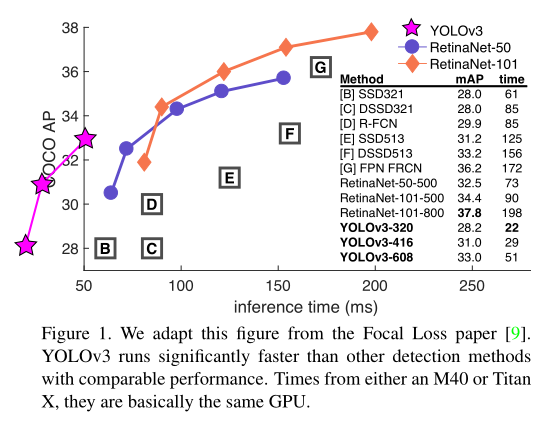 38
36
34
32
30
28
COCO AP
50
100
150
200
250
inference time (ms)
B
C
D
E
F
G
YOLOv3
RetinaNet-50
RetinaNet-101
Method mAP time
[B] SSD321 28.0 61
[C] DSSD321 28.0 85
[D] R-FCN 29.9 85
[E] SSD513 31.2 125
[F] DSSD513 33.2 156
[G] FPN FRCN 36.2 172
RetinaNet-50-500 32.5 73
RetinaNet-101-500 34.4 90
RetinaNet-101-800 37.8 198
YOLOv3-320 28.2 22
YOLOv3-416 31.0 29
YOLOv3-608 33.0 51
Figure 1. We adapt this figure from the Focal Loss paper [9].
YOLOv3 runs significantly faster than other detection methods
with comparable performance. Times from either an M40 or Titan
X, they are basically the same GPU.